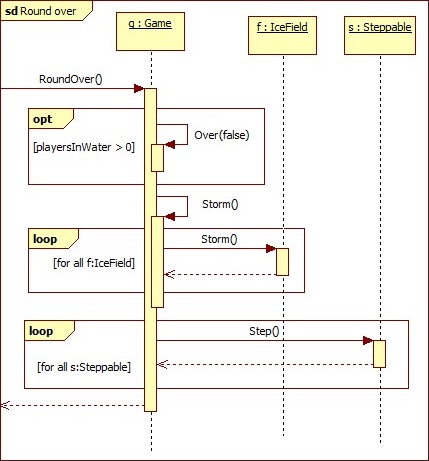 sd Round over
g : Game
f : IceField
s : Steppable
RoundOver()
opt
Over(false)
[playersInWater > 0]
Storm()
loop
Storm()
[for all f:IceField]
loop
Step()
[for all s:Steppable]